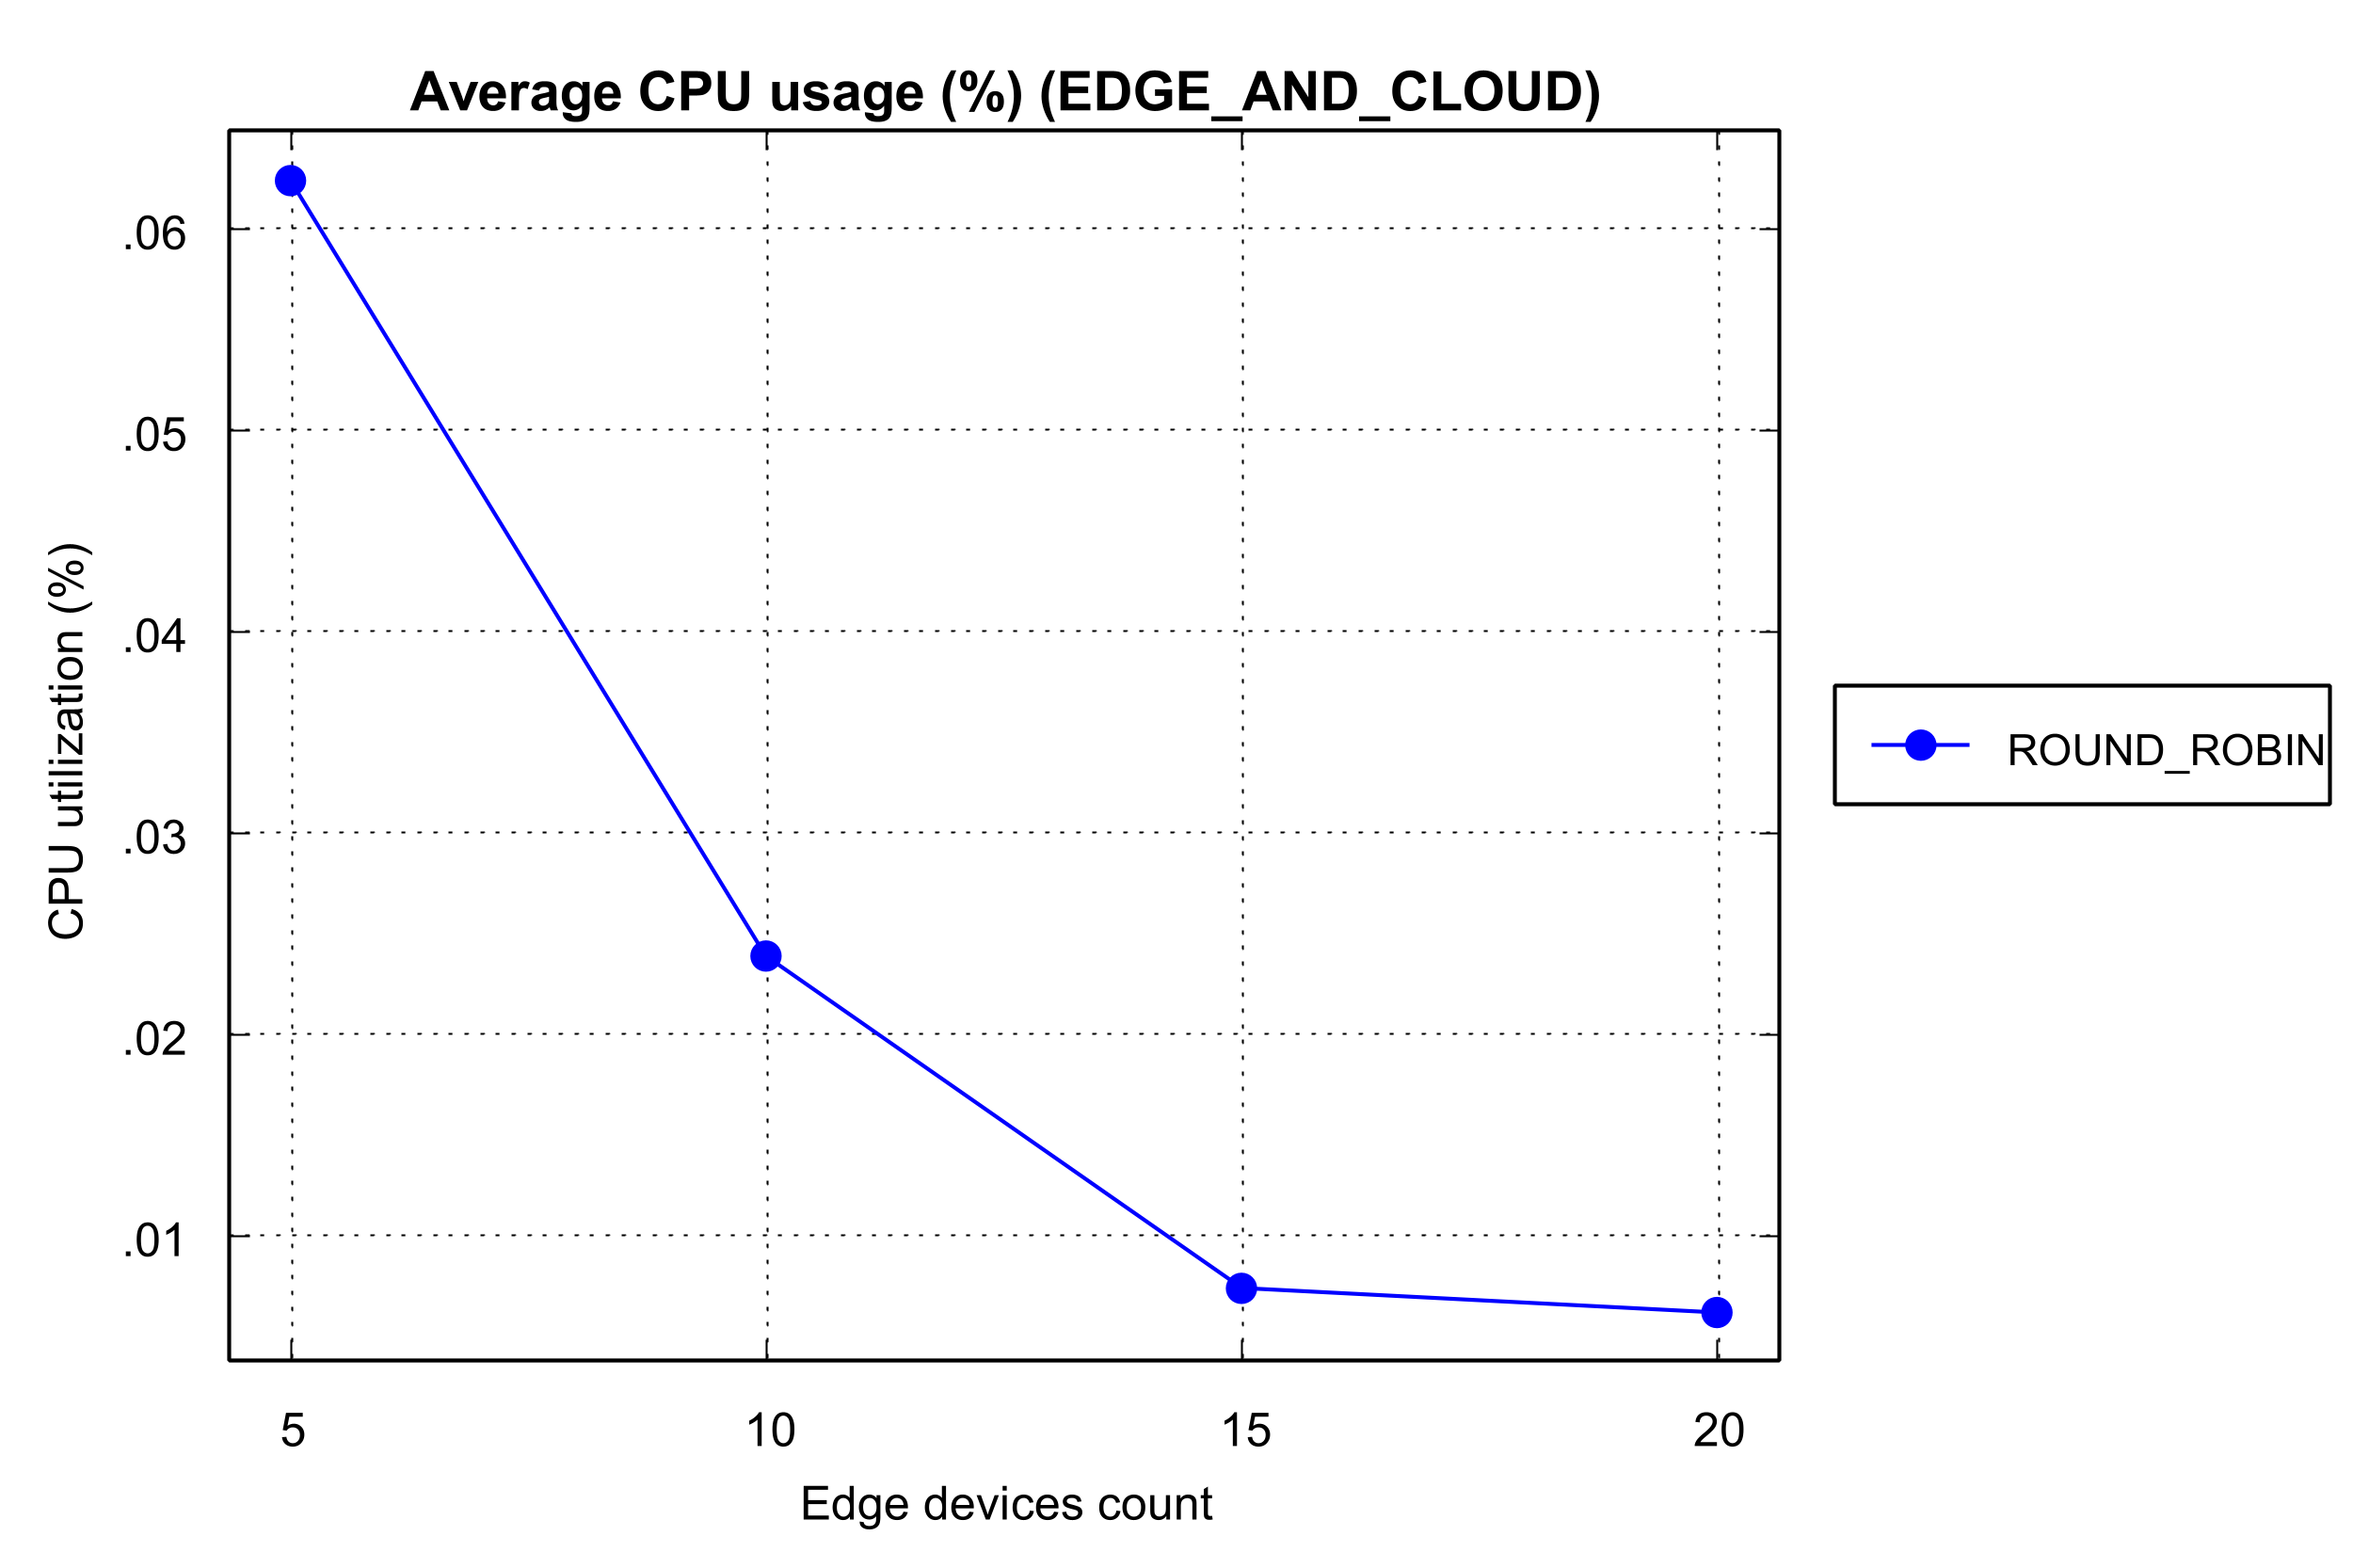 Average CPU usage (%) (EDGE_AND_CLOUD)
.06
.05
.04
.03
.02
.01
CPU utilization (%)
5 10 15 20
Edge devices count
ROUND_ROBIN